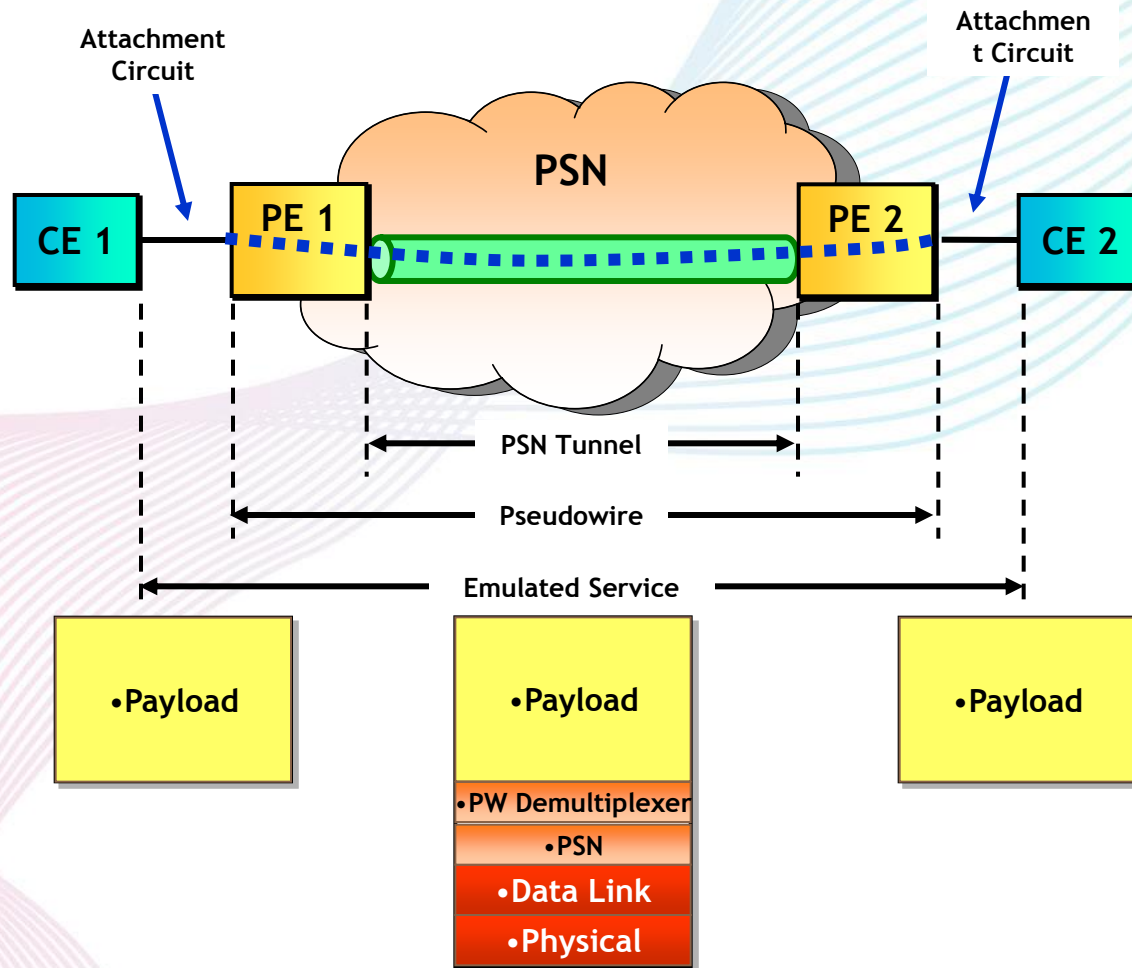 Attachment
Circuit
Attachmen
t Circuit
PSN
CE 1
PE 1
PE 2
CE 2
PSN Tunnel
Pseudowire
Emulated Service
•Payload
•Payload
•Payload
•PW Demultiplexer
•PSN
•Data Link
•Physical